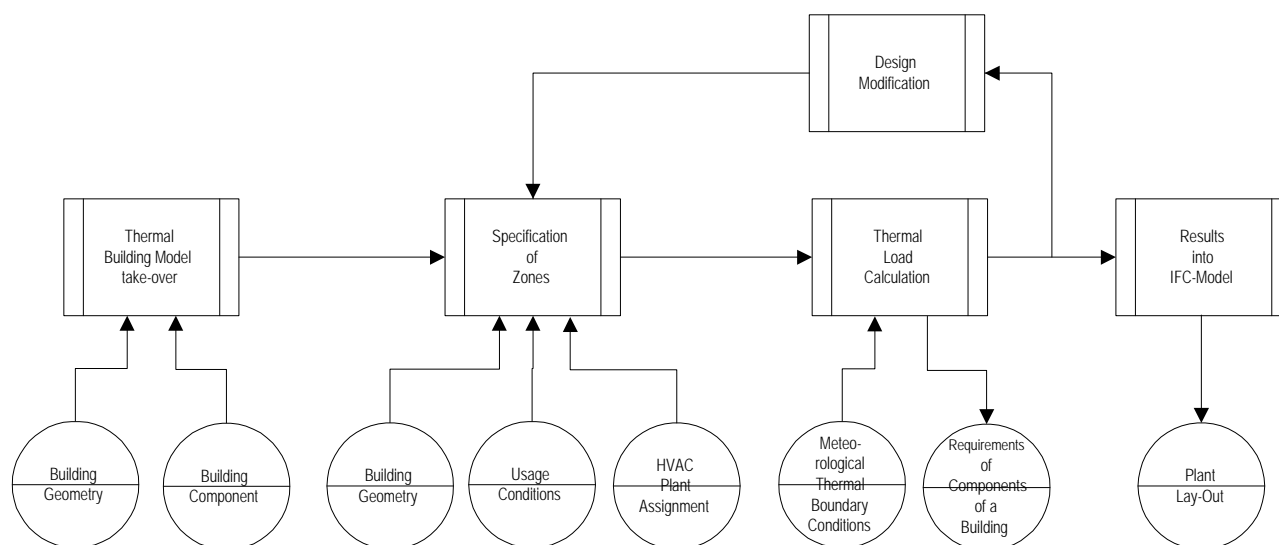 Design
Modification
Thermal
Building Model
take-over
Specification
of
Zones
Thermal
Load
Calculation
Results
into
IFC-Model
Building
Geometry
Building
Component
Building
Geometry
Usage
Conditions
HVAC
Plant
Assignment
Meteo-
rological
Thermal
Boundary
Conditions
Requirements
of
Components
of a
Building
Plant
Lay-Out